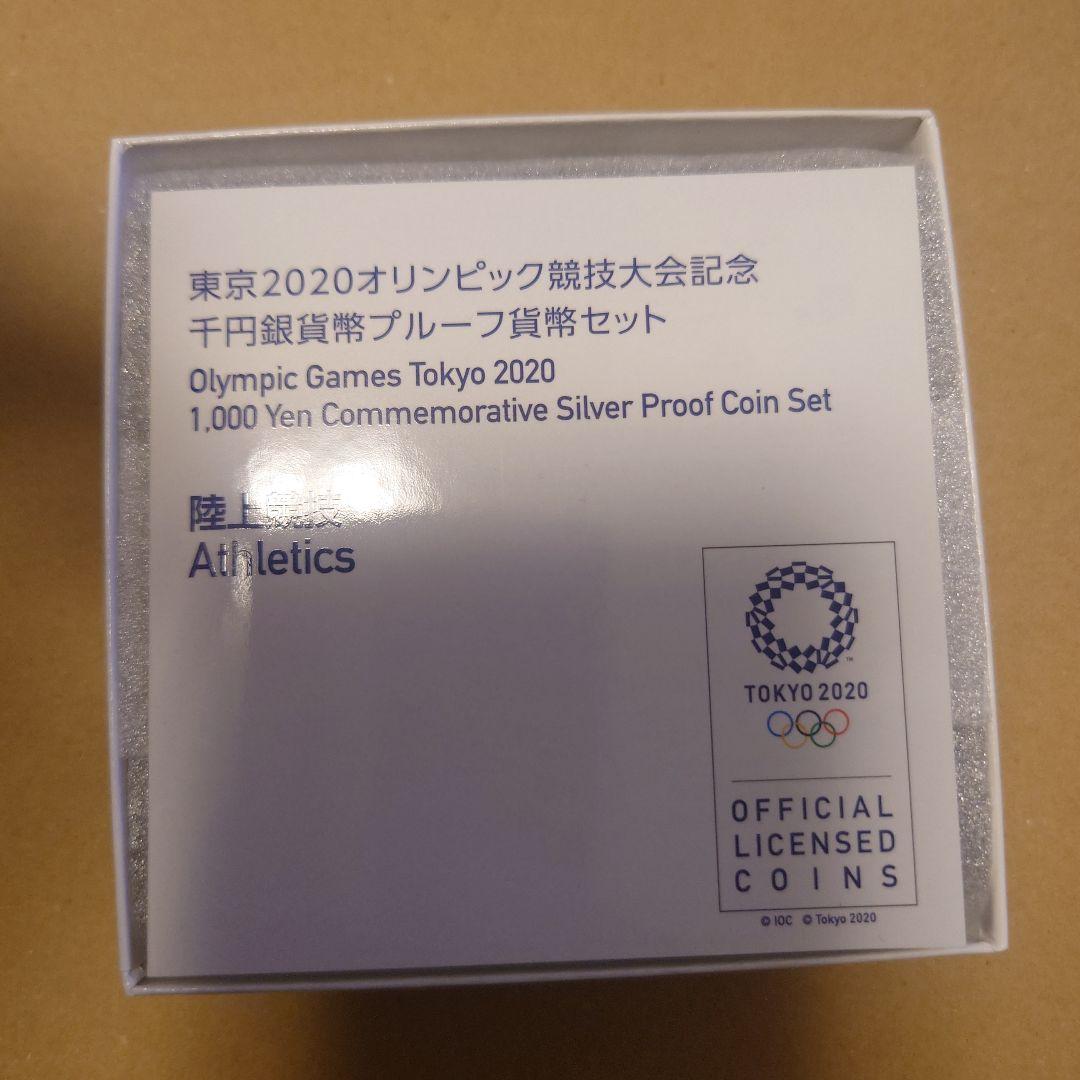 東京2020オリンピック競技大会記念
千円銀貨幣プルーフ貨幣セット
Olympic Games Tokyo 2020
1,000 Yen Commemorative Silver Proof Coin Set
陸上競技
Athletics
TM
TOKYO 2020
OFFICIAL
LICENSED
COINS
© IOC © Tokyo 2020